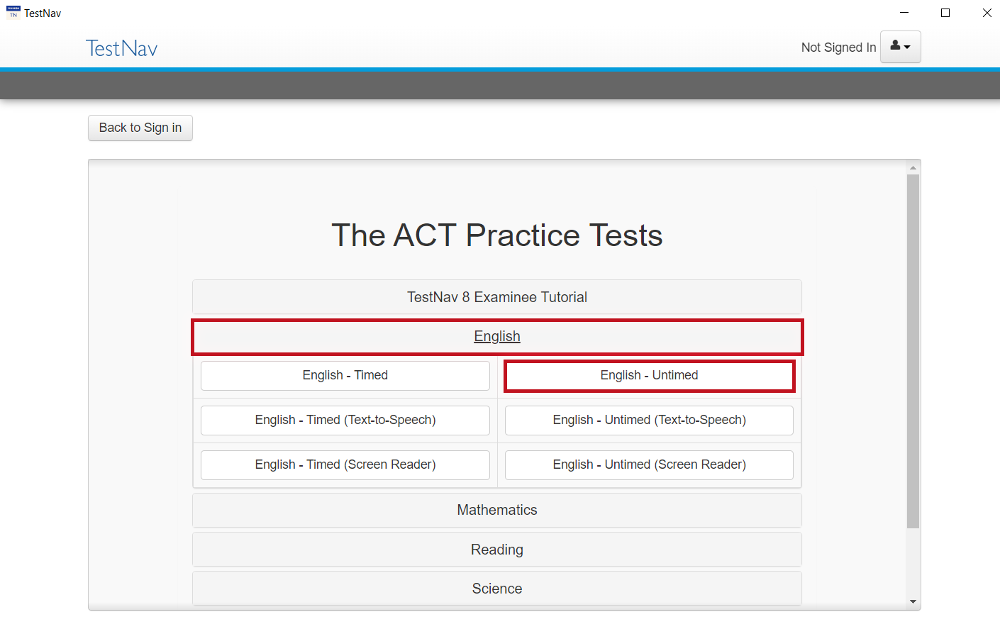 PEARSON
TN
TestNav
TestNav
Not Signed In
Back to Sign in
The ACT Practice Tests
TestNav 8 Examinee Tutorial
English
English - Timed
English - Untimed
English - Timed (Text-to-Speech)
English - Untimed (Text-to-Speech)
English - Timed (Screen Reader)
English - Untimed (Screen Reader)
Mathematics
Reading
Science